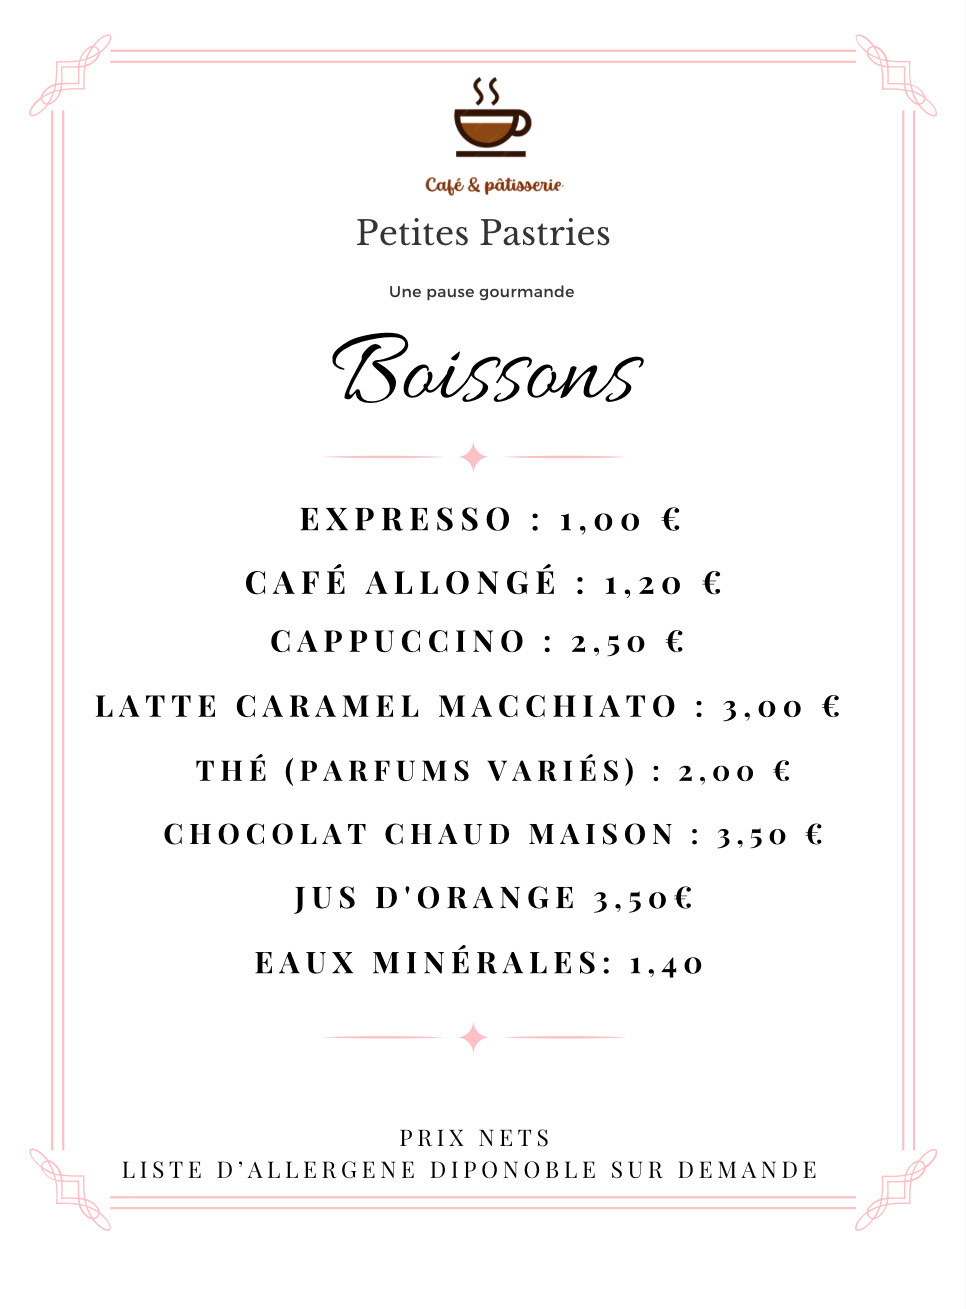 Café & pâtisserie
Petites Pastries
Une pause gourmande
Boissons
EXPRESSO : 1,00 €
CAFÉ ALLONGÉ : 1,20 €
CAPPUCCINO : 2,50 €
LATTE CARAMEL MACCHIATO : 3,00 €
THÉ (PARFUMS VARIÉS) : 2,00 €
CHOCOLAT CHAUD MAISON : 3,50 €
JUS D'ORANGE 3,50€
EAUX MINÉRALES: 1,40
PRIX NETS
LISTE D’ALLERGENE DIPONOBLE SUR DEMANDE